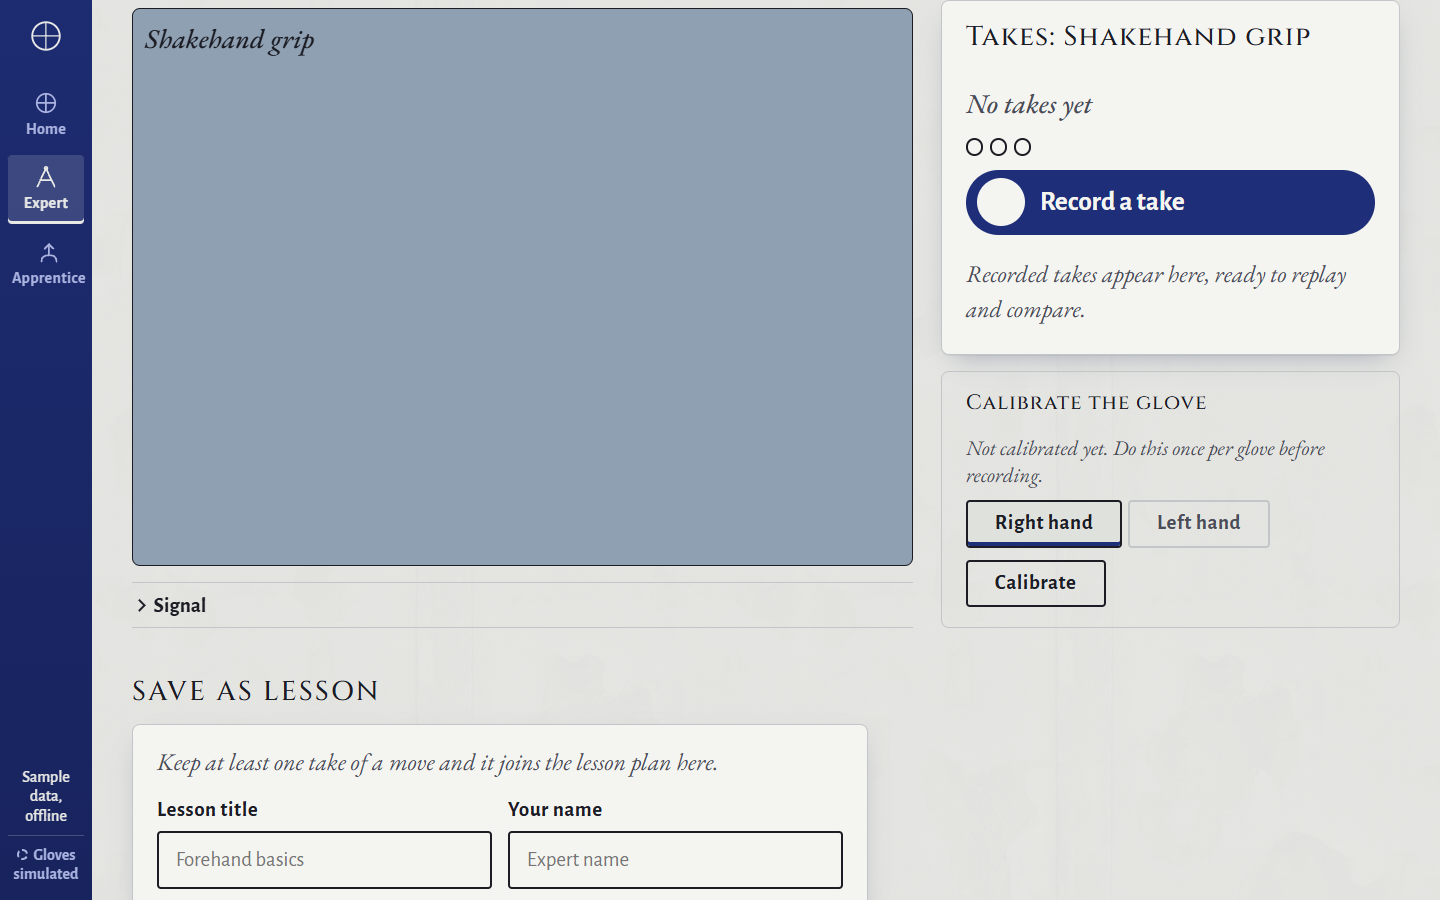 Home
Expert
Apprentice
Sample
data,
offline
Gloves
simulated
Shakehand grip
Signal
SAVE AS LESSON
Keep at least one take of a move and it joins the lesson plan here.
Lesson title
Forehand basics
Your name
Expert name
Takes: Shakehand grip
No takes yet
Record a take
Recorded takes appear here, ready to replay
and compare.
Calibrate the glove
Not calibrated yet. Do this once per glove before
recording.
Right hand
Left hand
Calibrate